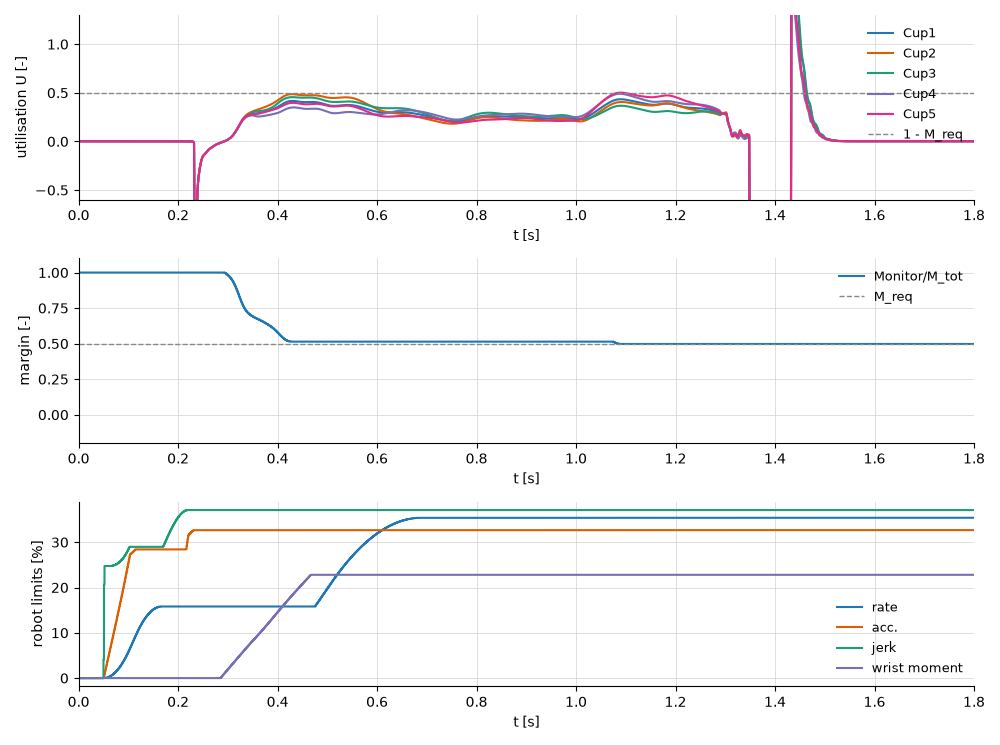 utilisation U [-]
1.0
0.5
0.0
−0.5
Cup1
Cup2
Cup3
Cup4
Cup5
1 - M_req
0.0 0.2 0.4 0.6 0.8 1.0 1.2 1.4 1.6 1.8
t [s]
margin [-]
1.00
0.75
0.50
0.25
0.00
Monitor/M_tot
M_req
0.0 0.2 0.4 0.6 0.8 1.0 1.2 1.4 1.6 1.8
t [s]
robot limits [%]
30
20
10
0
rate
acc.
jerk
wrist moment
0.0 0.2 0.4 0.6 0.8 1.0 1.2 1.4 1.6 1.8
t [s]